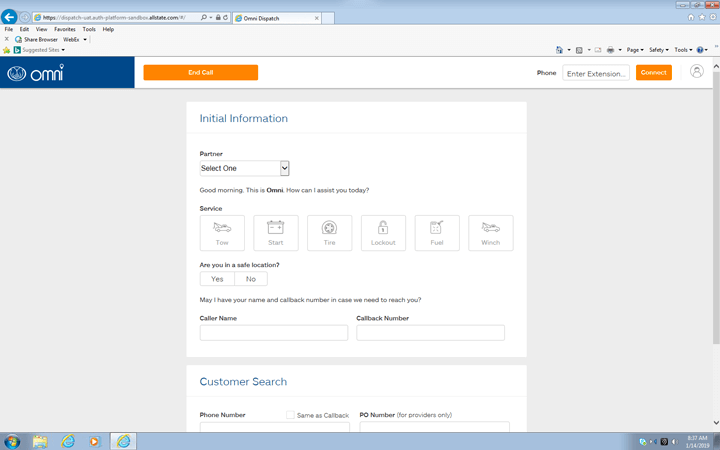 https://dispatch-uat.auth-platform-sandbox.allstate.com/#/
Omni Dispatch
File Edit View Favorites Tools Help
Share Browser WebEx
Suggested Sites
Page Safety Tools
omni
End Call
Phone
Enter Extension...
Connect
Initial Information
Partner
Select One
Good morning. This is Omni. How can I assist you today?
Service
Tow Start Tire Lockout Fuel Winch
Are you in a safe location?
Yes No
May I have your name and callback number in case we need to reach you?
Caller Name Callback Number
Customer Search
Phone Number Same as Callback PO Number (for providers only)
8:37 AM
1/14/2019